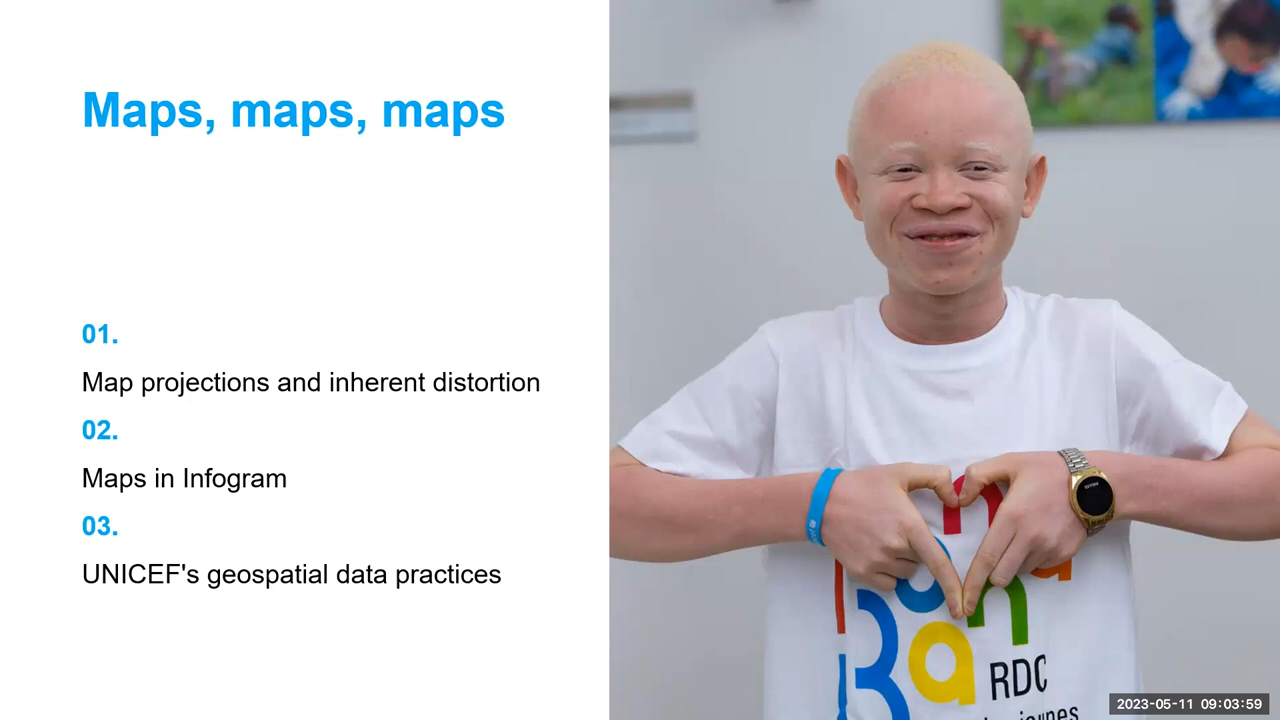 Maps, maps, maps
01.
Map projections and inherent distortion
02.
Maps in Infogram
03.
UNICEF's geospatial data practices
RDC
2023-05-11 09:03:59